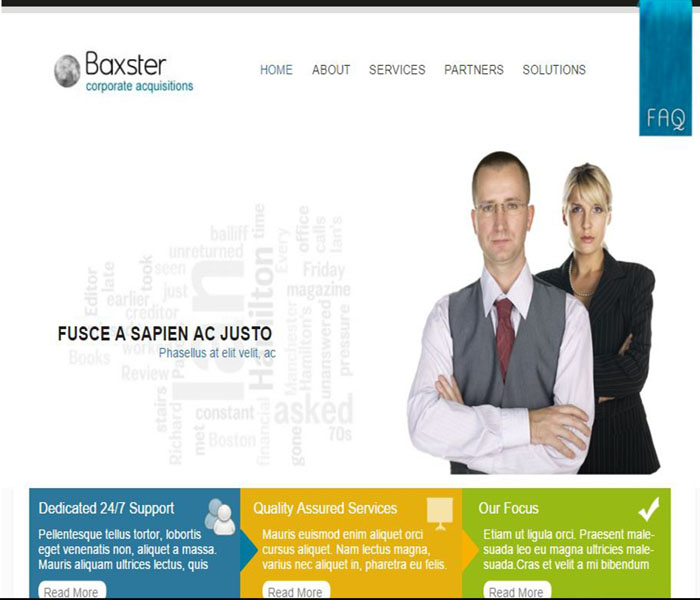 Baxster
corporate acquisitions
HOME ABOUT SERVICES PARTNERS SOLUTIONS
FAQ
bailiff
time
office
calls
Ian's
unreturned
Every
late
took
seen
Friday
Editor
earlier
just
Ian
Hamilton
magazine
creditor
Manchester
Hamilton's
unanswered
pressure
FUSCE A SAPIEN AC JUSTO
Phasellus at elit velit, ac
Books
Review
stairs
Richard
met
constant
Boston
financial
asked
gone
70s
Dedicated 24/7 Support
Pellentesque tellus tortor, lobortis
eget venenatis non, aliquet a massa.
Mauris aliquam ultrices lectus, quis
Read More
Quality Assured Services
Mauris euismod enim aliquet orci
cursus aliquet. Nam lectus magna,
varius nec aliquet in, pharetra eu felis.
Read More
Our Focus
Etiam ut ligula orci. Praesent male-
suada leo eu magna ultricies male-
suada.Cras et velit a mi bibendum
Read More